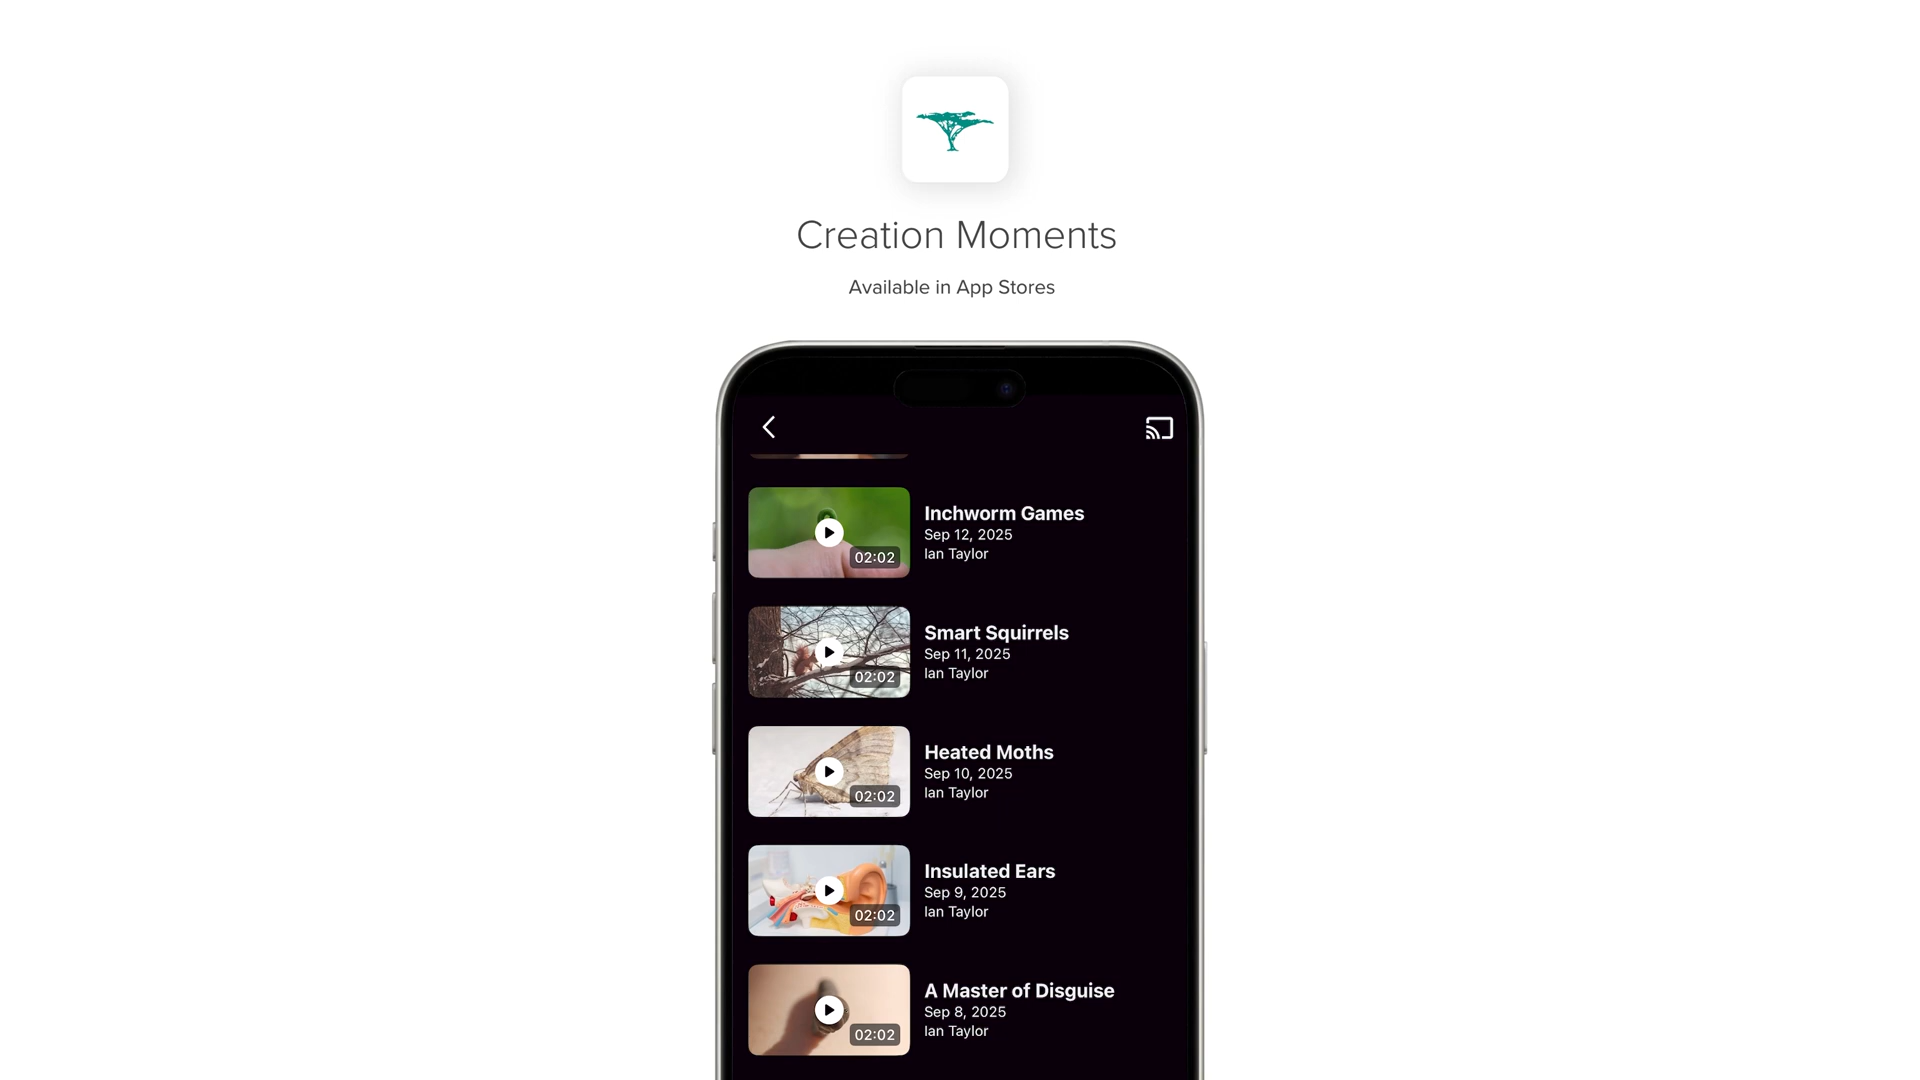 Creation Moments
Available in App Stores
Inchworm Games
Sep 12, 2025
Ian Taylor
02:02
Smart Squirrels
Sep 11, 2025
Ian Taylor
02:02
Heated Moths
Sep 10, 2025
Ian Taylor
02:02
Insulated Ears
Sep 9, 2025
Ian Taylor
02:02
A Master of Disguise
Sep 8, 2025
Ian Taylor
02:02